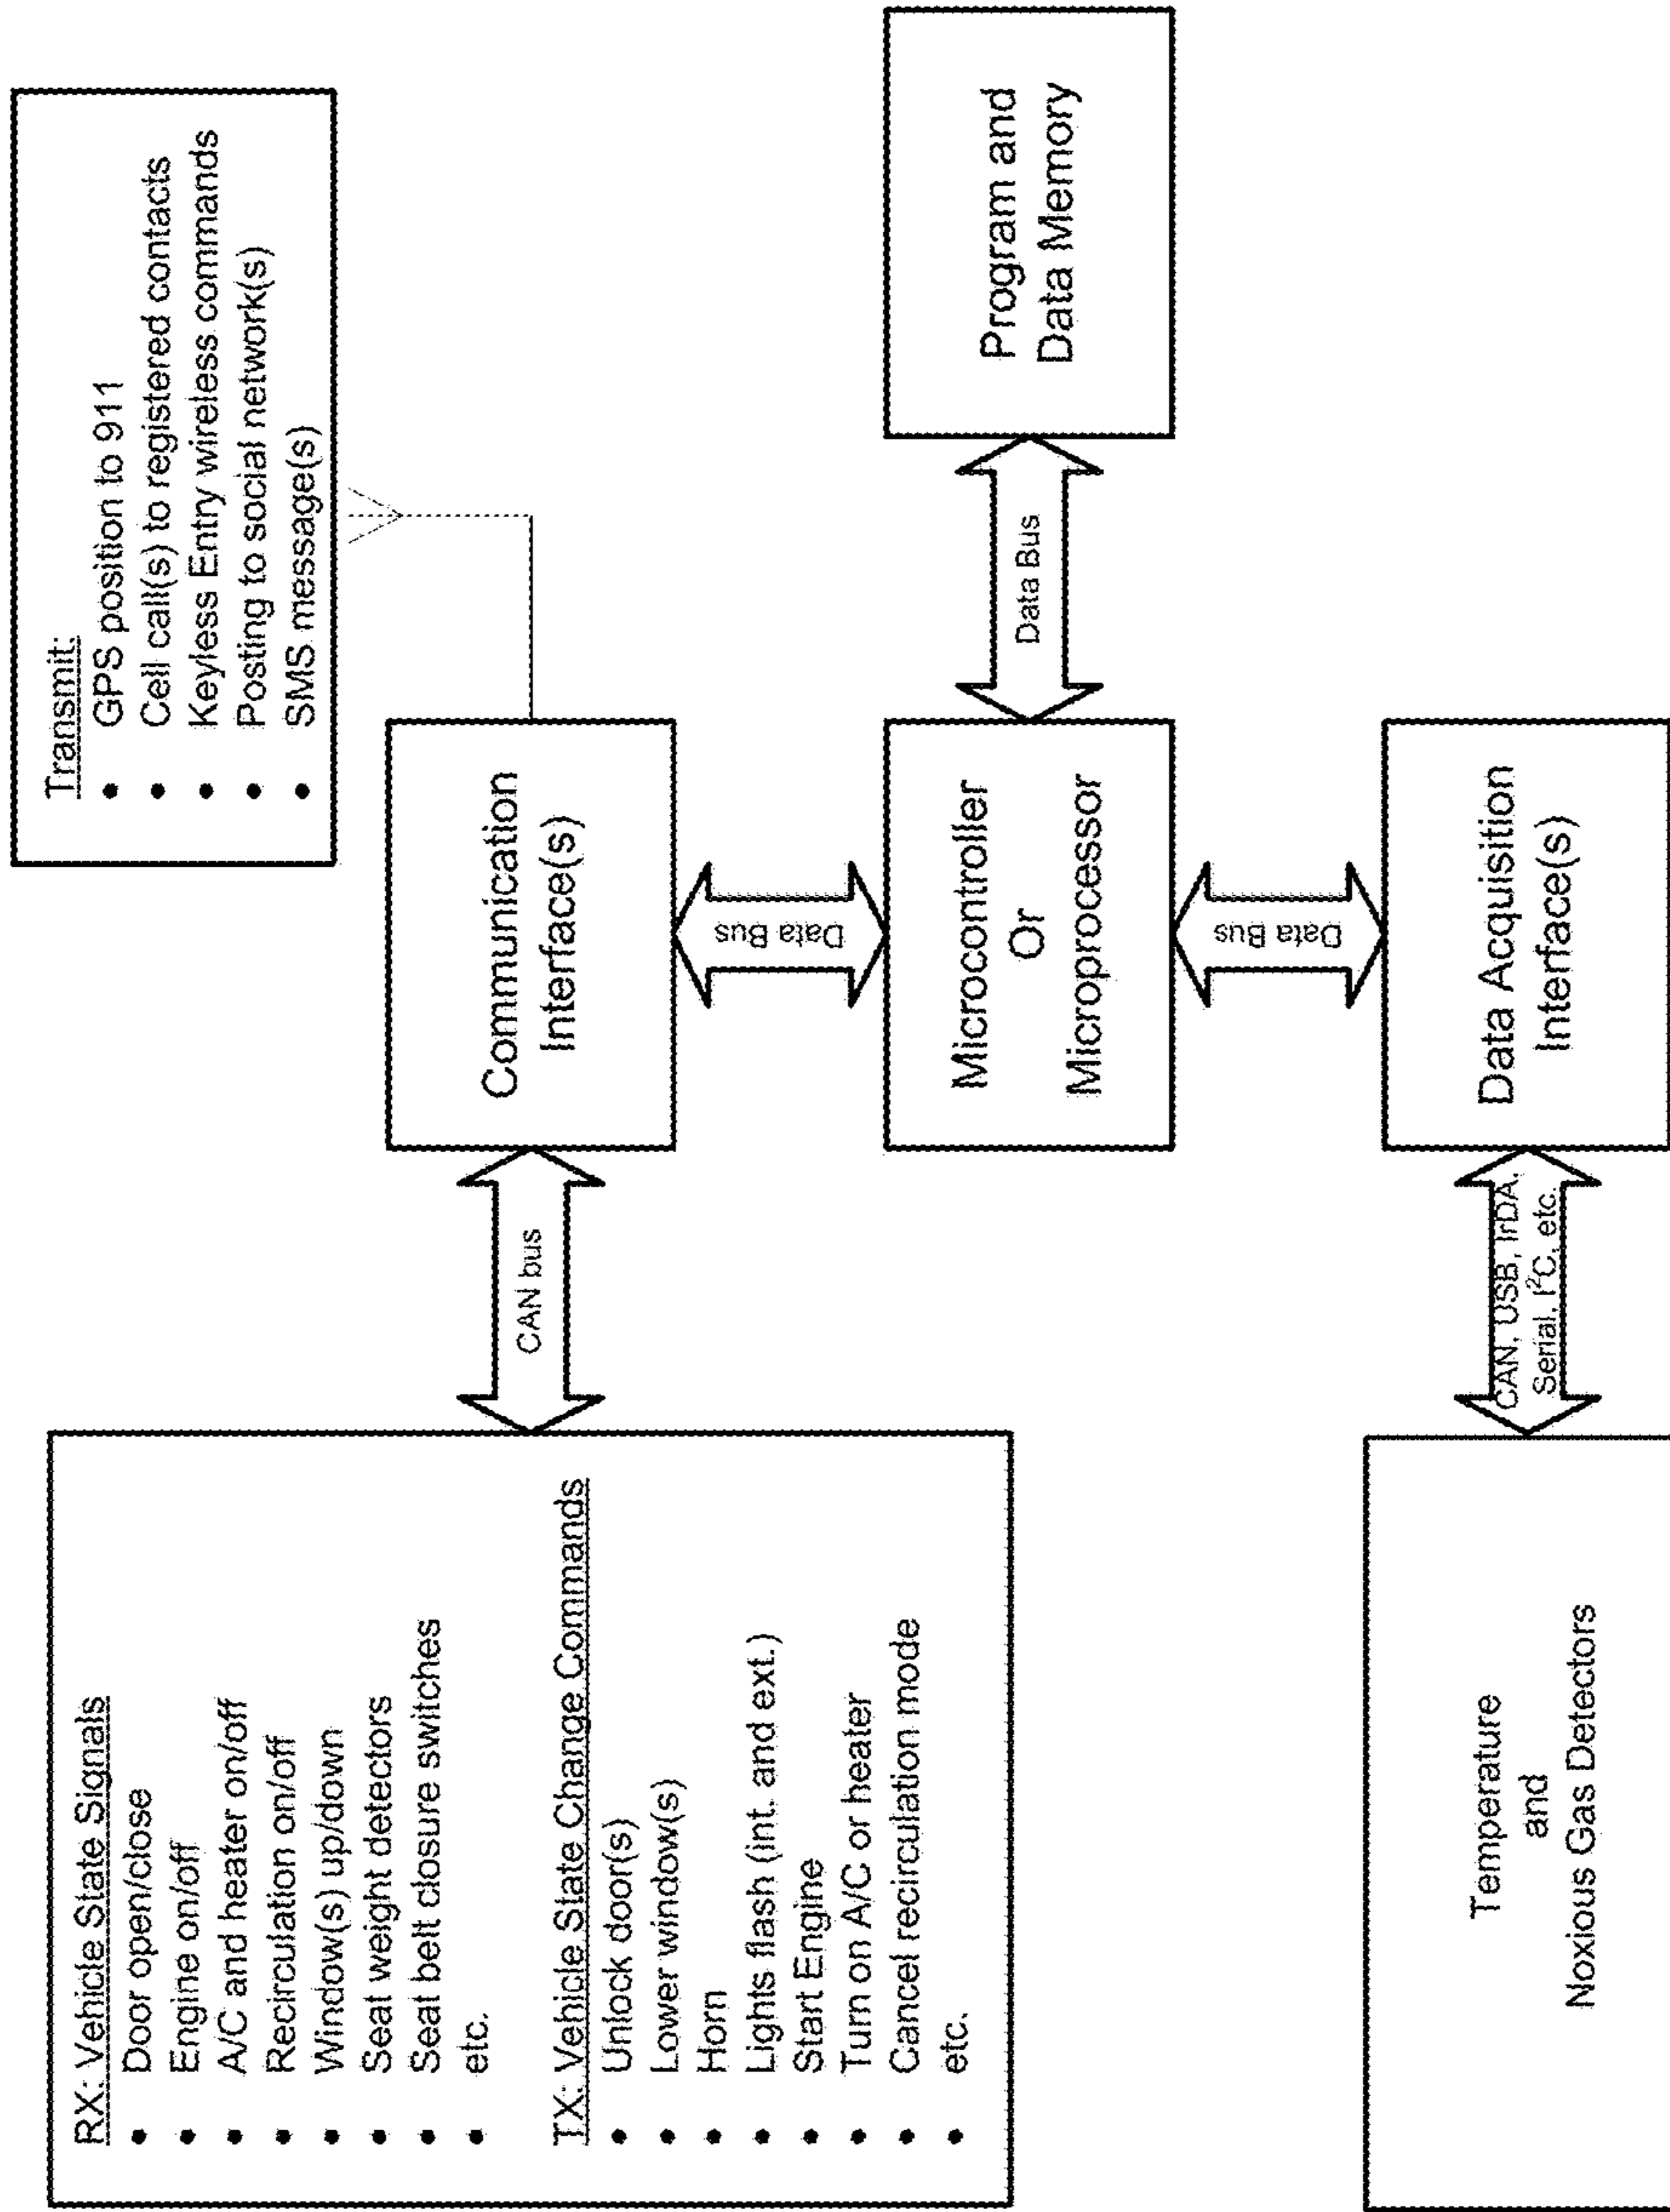 Transmit:
• GPS position to 911
• Cell call(s) to registered contacts
• Keyless Entry wireless commands
• Posting to social network(s)
• SMS message(s)
RX: Vehicle State Signals
• Door open/close
• Engine on/off
• A/C and heater on/off
• Recirculation on/off
• Window(s) up/down
• Seat weight detectors
• Seat belt closure switches
• etc.
TX: Vehicle State Change Commands
• Unlock door(s)
• Lower window(s)
• Horn
• Lights flash (int. and ext.)
• Start Engine
• Turn on A/C or heater
• Cancel recirculation mode
• etc.
CAN bus
Communication
Interface(s)
Data Bus
Microcontroller
Or
Microprocessor
Data Bus
Program and
Data Memory
Data Bus
Temperature
and
Noxious Gas Detectors
CAN, USB, IrDA,
Serial, I²C, etc.
Data Acquisition
Interface(s)